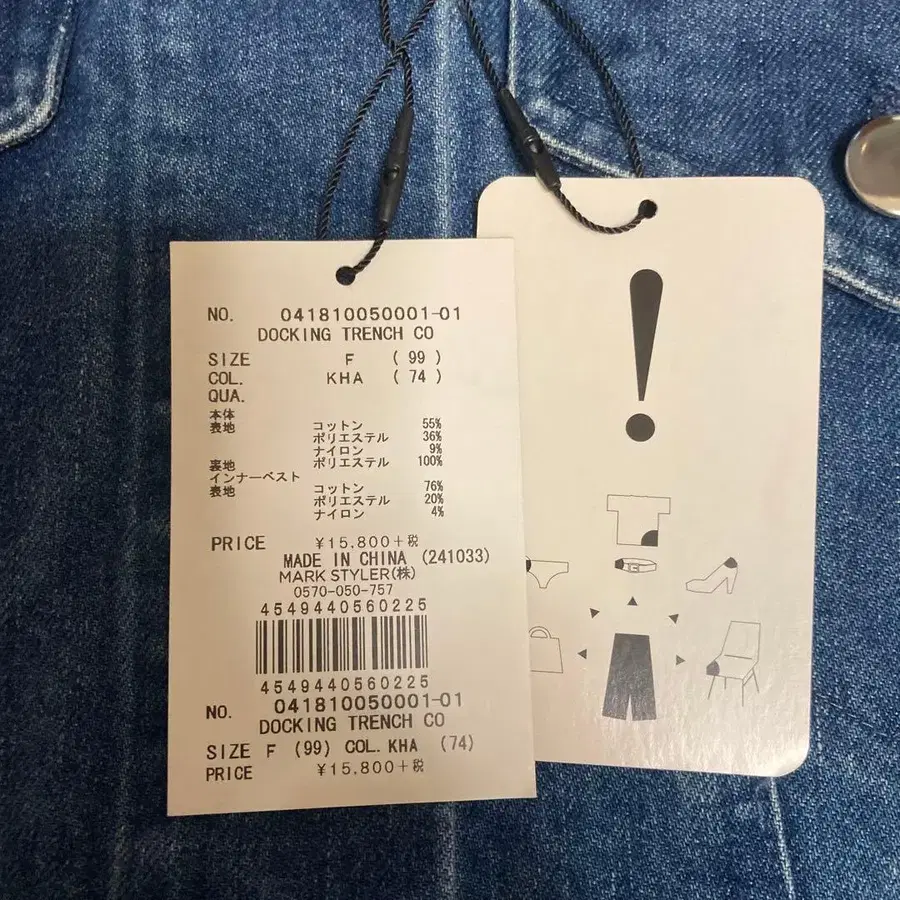 NO. 041810050001-01
DOCKING TRENCH CO
SIZE F ( 99 )
COL. KHA ( 74 )
QUA.
本体
表地 コットン 55%
ポリエステル 36%
ナイロン 9%
裏地 ポリエステル 100%
インナーベスト
表地 コットン 76%
ポリエステル 20%
ナイロン 4%
PRICE ¥15,800+税
MADE IN CHINA (241033)
MARK STYLER(株)
0570-050-757
4549440560225
4549440560225
NO. 041810050001-01
DOCKING TRENCH CO
SIZE F (99) COL. KHA (74)
PRICE ¥15,800+税
!